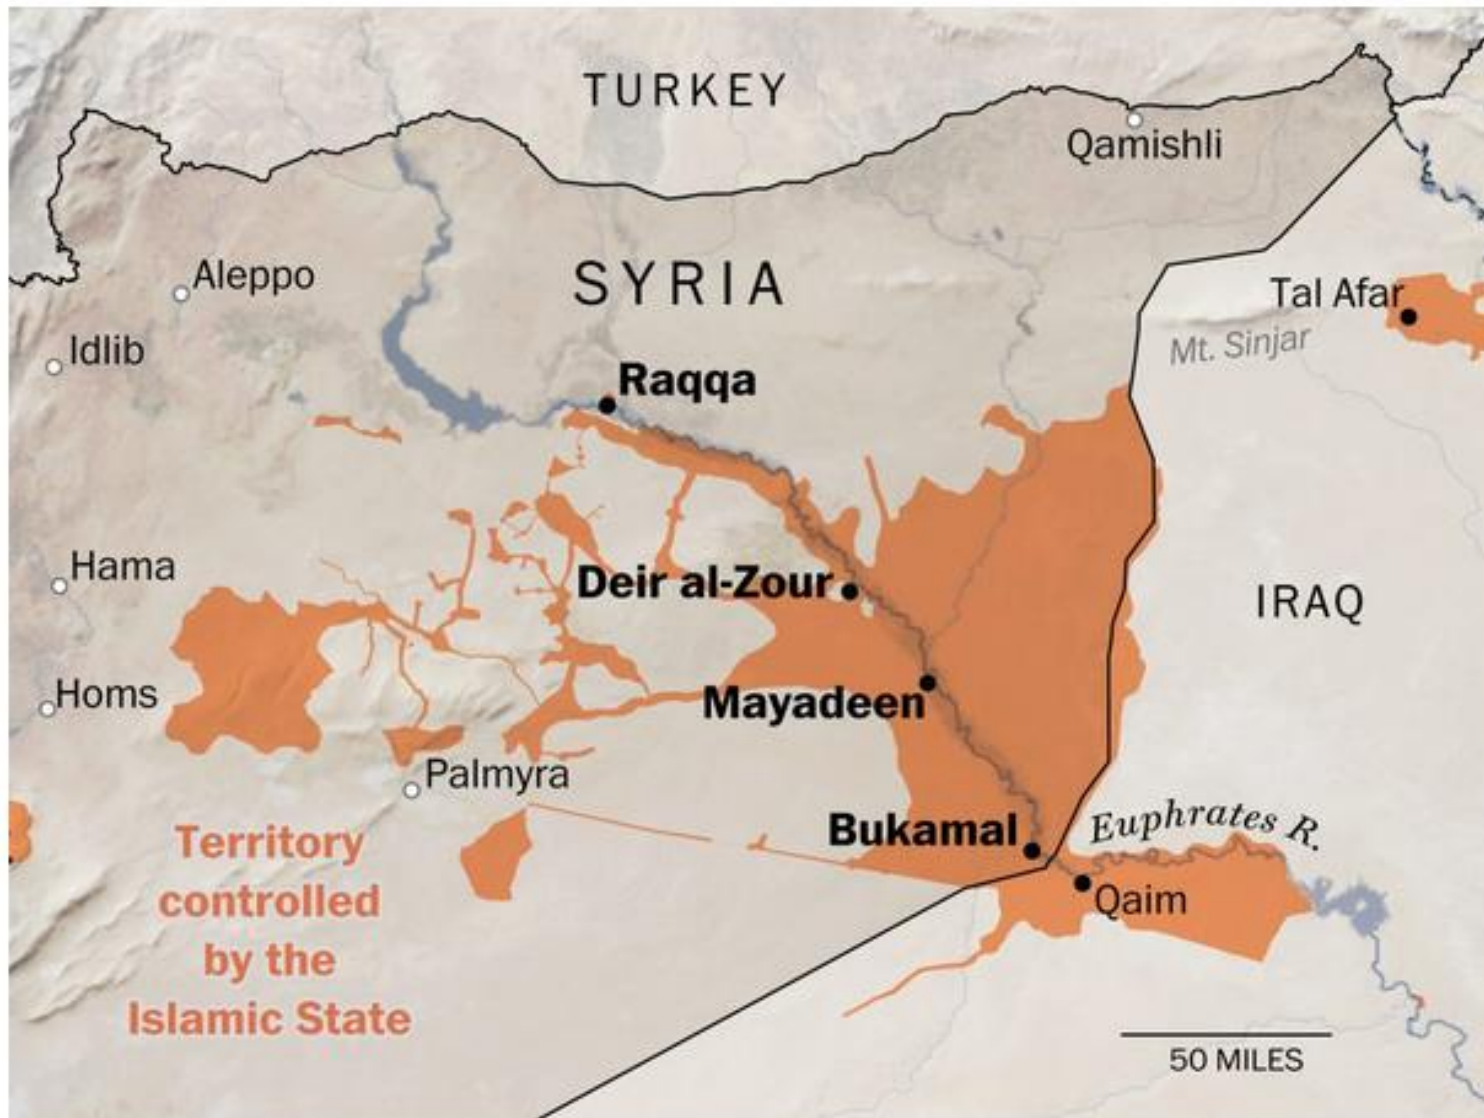 TURKEY
Qamishli
SYRIA
Aleppo
Tal Afar
Mt. Sinjar
Idlib
Raqqa
Hama
Deir al-Zour
IRAQ
Homs
Mayadeen
Palmyra
Bukamal
Euphrates R.
Qaim
Territory
controlled
by the
Islamic State
50 MILES